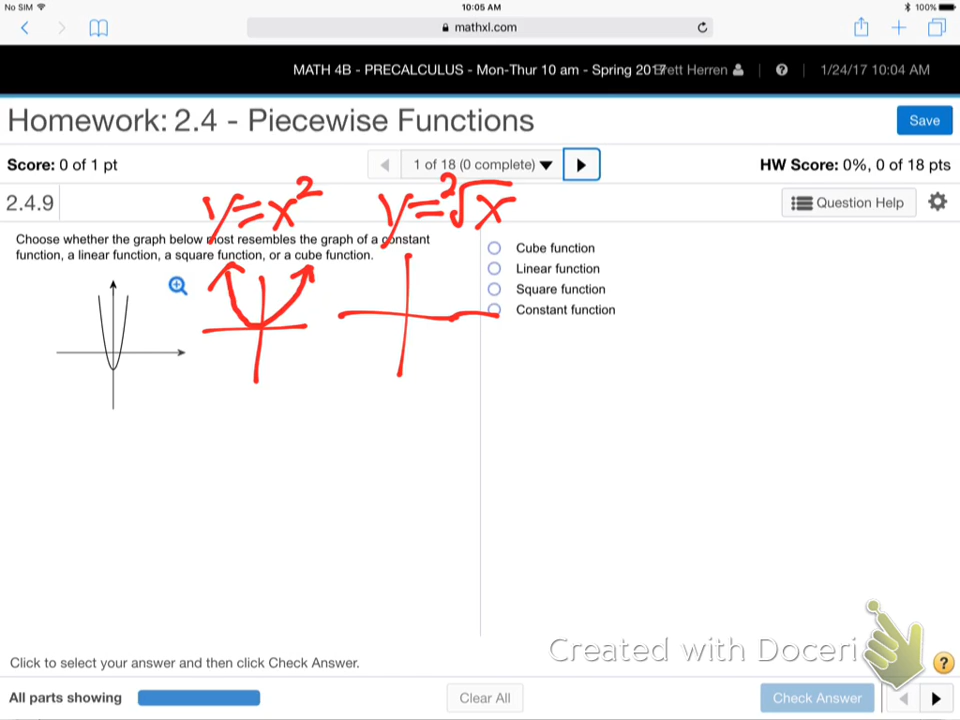 No SIM 10:05 AM 100%
mathxl.com
MATH 4B - PRECALCULUS - Mon-Thur 10 am - Spring 2017 Brett Herren ? 1/24/17 10:04 AM
Homework: 2.4 - Piecewise Functions Save
Score: 0 of 1 pt 1 of 18 (0 complete) HW Score: 0%, 0 of 18 pts
2.4.9 Question Help
y=x² y=²√x
Choose whether the graph below most resembles the graph of a constant
function, a linear function, a square function, or a cube function.
Cube function
Linear function
Square function
Constant function
Created with Doceri
Click to select your answer and then click Check Answer. ?
All parts showing Clear All Check Answer